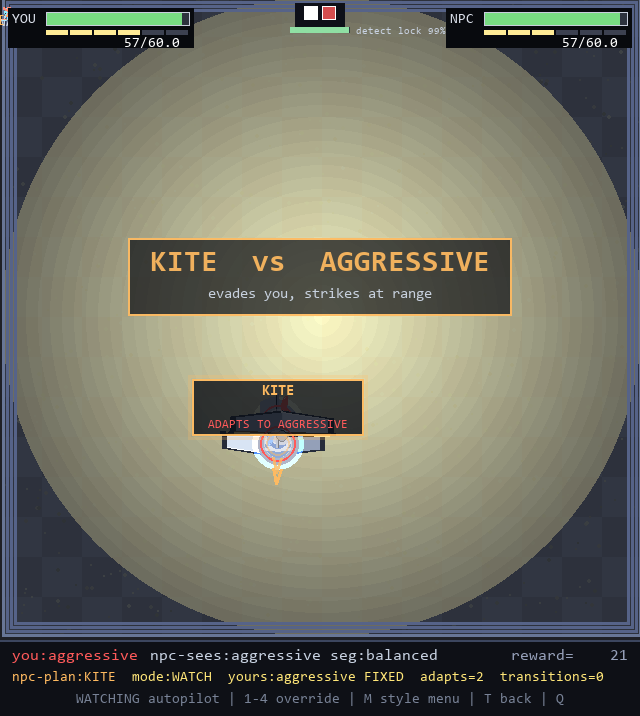 YOU
57/60.0
detect lock 99%
NPC
57/60.0
KITE vs AGGRESSIVE
evades you, strikes at range
KITE
ADAPTS TO AGGRESSIVE
you:aggressive npc-sees:aggressive seg:balanced reward= 21
npc-plan:KITE mode:WATCH yours:aggressive FIXED adapts=2 transitions=0
WATCHING autopilot | 1-4 override | M style menu | T back | Q